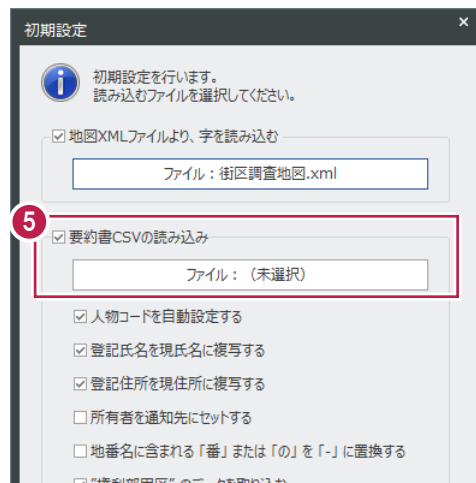 初期設定
×
初期設定を行います。
読み込むファイルを選択してください。
地図XMLファイルより、字を読み込む
ファイル：街区調査地図.xml
5
要約書CSVの読み込み
ファイル：（未選択）
人物コードを自動設定する
登記氏名を現氏名に複写する
登記住所を現住所に複写する
所有者を通知先にセットする
地番名に含まれる「番」または「の」を「-」に置換する